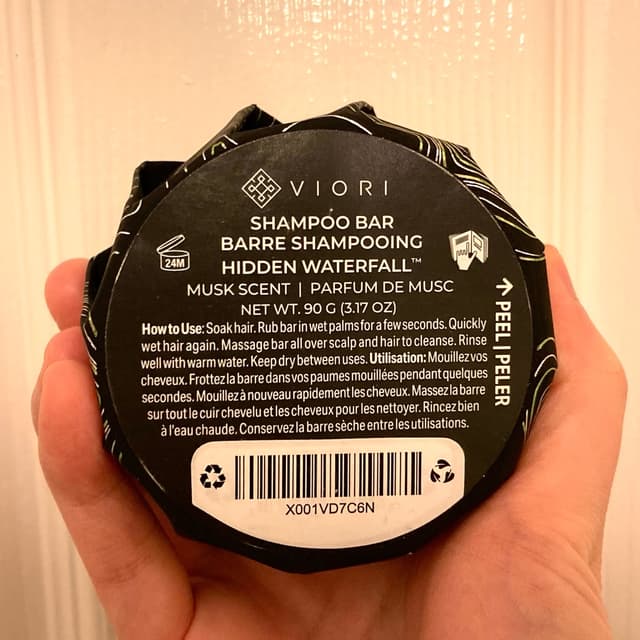 VIORI
SHAMPOO BAR
BARRE SHAMPOOING
HIDDEN WATERFALL™
24M
MUSK SCENT | PARFUM DE MUSC
NET WT. 90 G (3.17 OZ)
How to Use: Soak hair. Rub bar in wet palms for a few seconds. Quickly
wet hair again. Massage bar all over scalp and hair to cleanse. Rinse
well with warm water. Keep dry between uses. Utilisation: Mouillez vos
cheveux. Frottez la barre dans vos paumes mouillées pendant quelques
secondes. Mouillez à nouveau rapidement les cheveux. Massez la barre
sur tout le cuir chevelu et les cheveux pour les nettoyer. Rincez bien
à l'eau chaude. Conservez la barre sèche entre les utilisations.
PEEL | PELER
X001VD7C6N